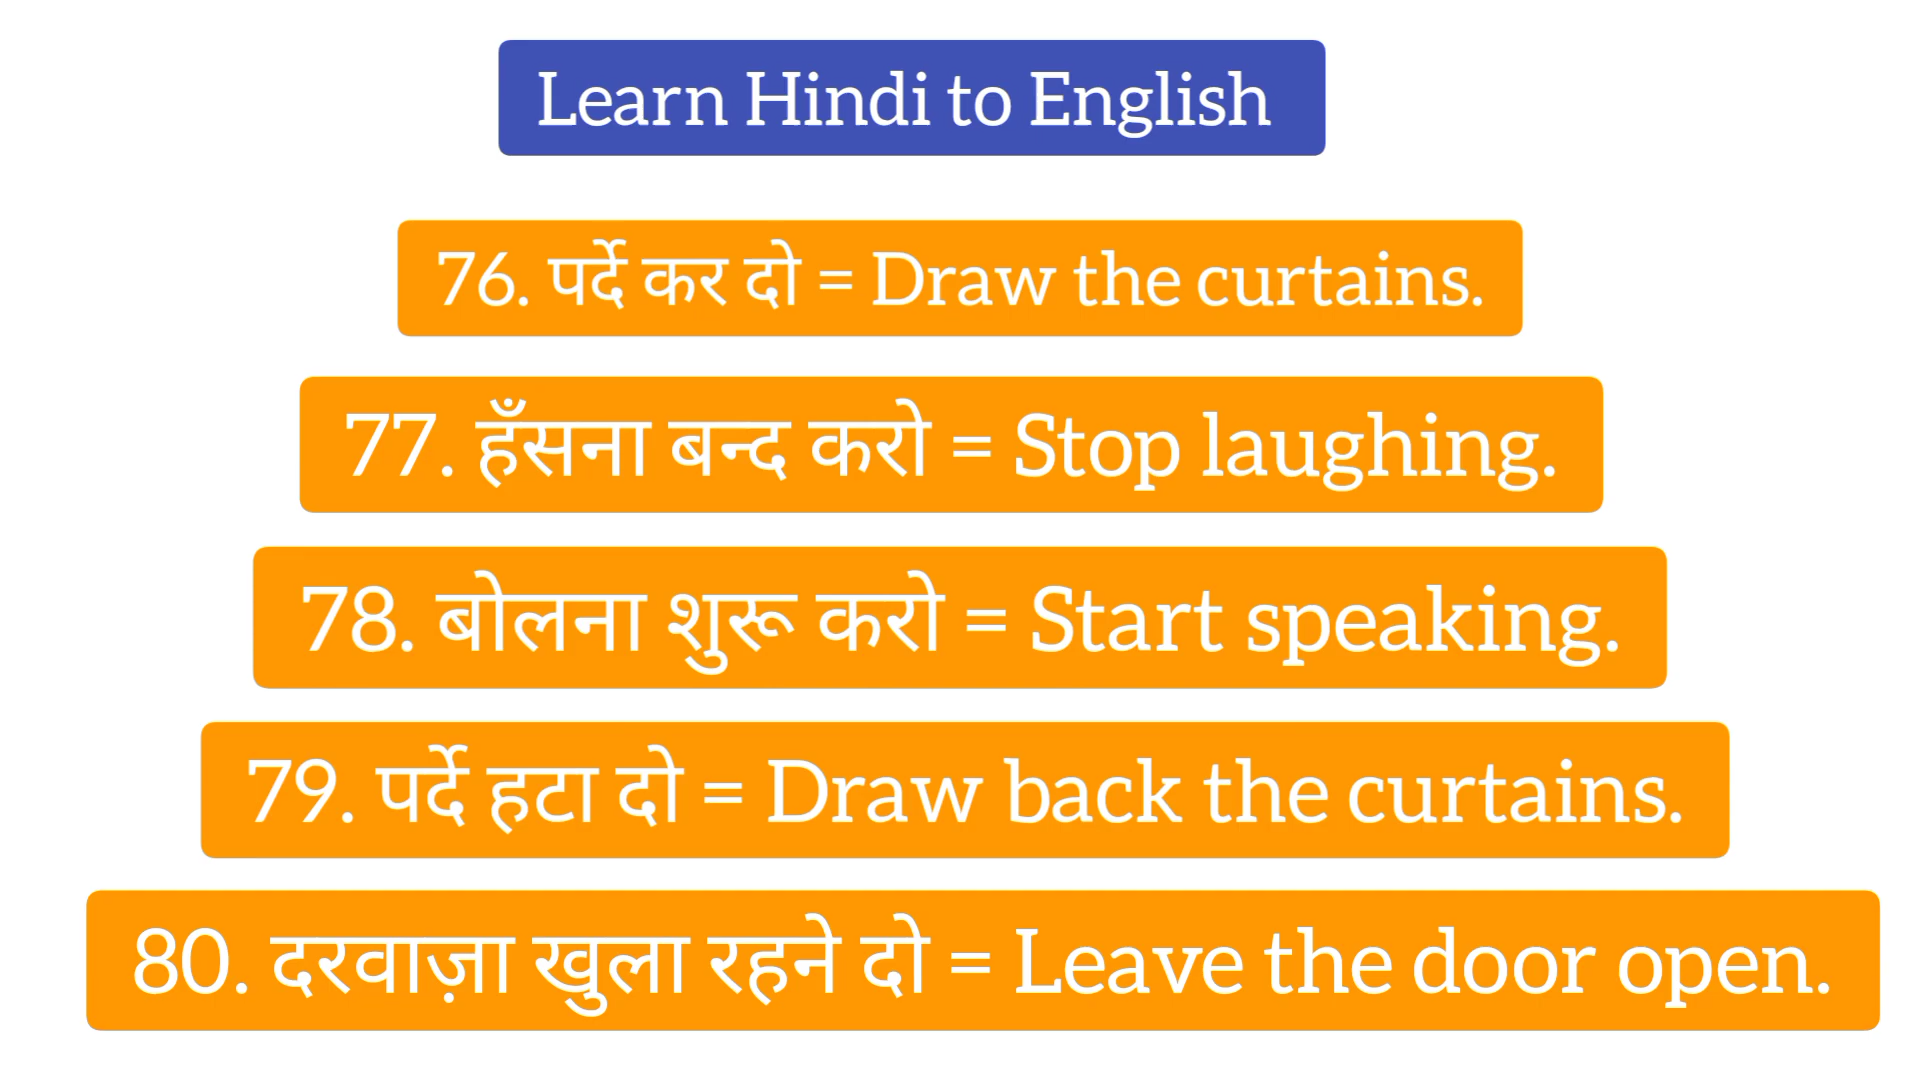 Learn Hindi to English
76. पर्दे कर दो = Draw the curtains.
77. हँसना बन्द करो = Stop laughing.
78. बोलना शुरू करो = Start speaking.
79. पर्दे हटा दो = Draw back the curtains.
80. दरवाज़ा खुला रहने दो = Leave the door open.